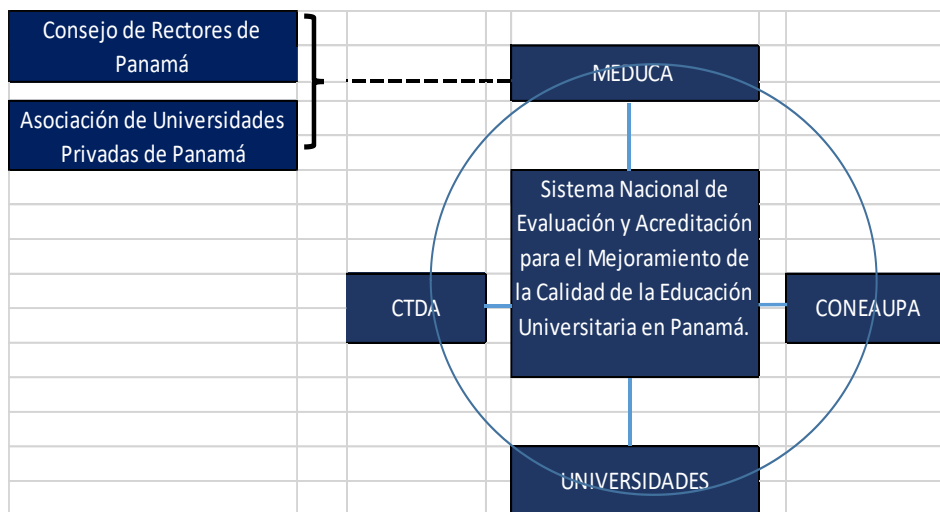 Consejo de Rectores de
Panamá
Asociación de Universidades
Privadas de Panamá
MEDUCA
Sistema Nacional de
Evaluación y Acreditación
para el Mejoramiento de
la Calidad de la Educación
Universitaria en Panamá.
CTDA
CONEAUPA
UNIVERSIDADES